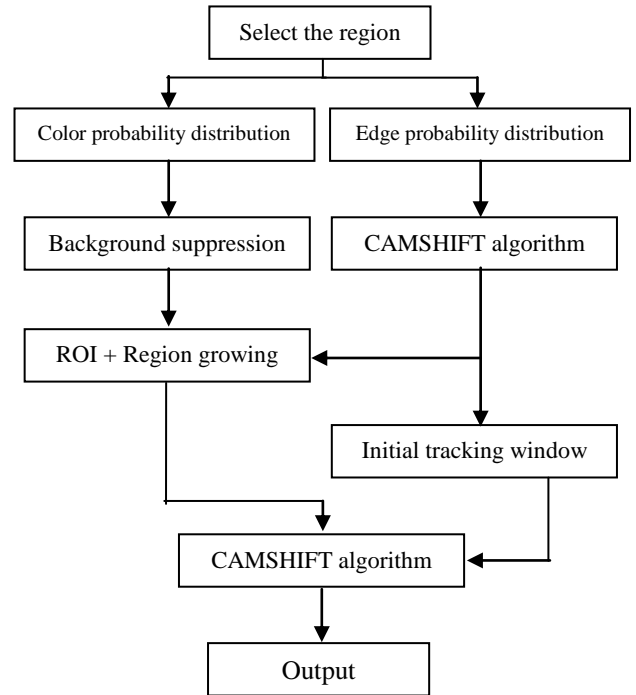 Select the region
Color probability distribution
Edge probability distribution
Background suppression
CAMSHIFT algorithm
ROI + Region growing
Initial tracking window
CAMSHIFT algorithm
Output